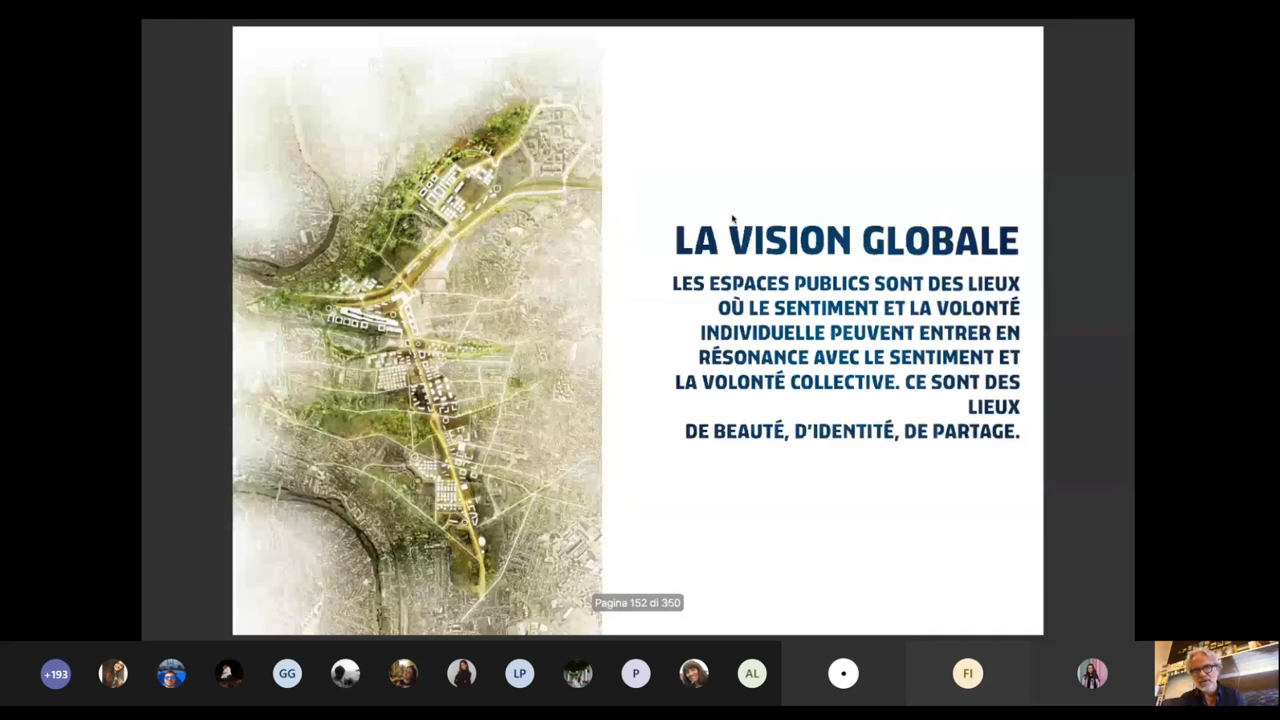 LA VISION GLOBALE
LES ESPACES PUBLICS SONT DES LIEUX
OÙ LE SENTIMENT ET LA VOLONTÉ
INDIVIDUELLE PEUVENT ENTRER EN
RÉSONANCE AVEC LE SENTIMENT ET
LA VOLONTÉ COLLECTIVE. CE SONT DES
LIEUX
DE BEAUTÉ, D'IDENTITÉ, DE PARTAGE.
Pagina 152 di 350
+193
GG
LP
P
AL
FI